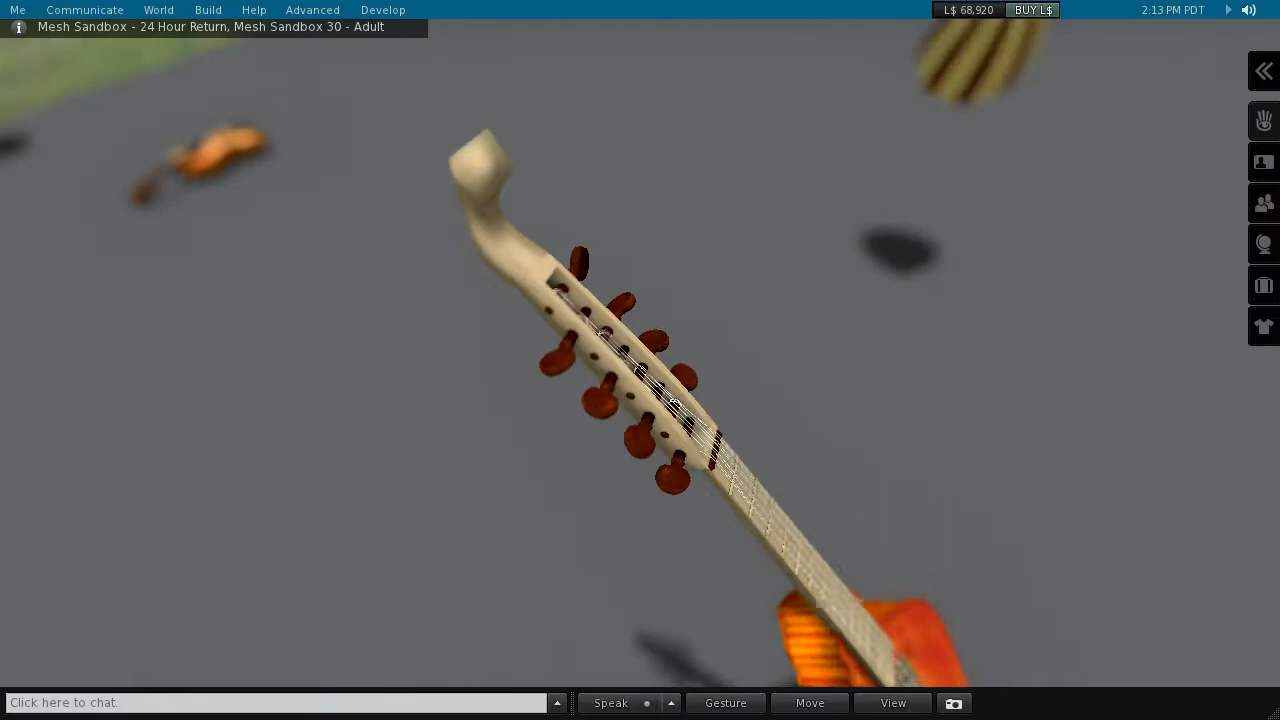 Me Communicate World Build Help Advanced Develop L$ 68,920 BUY L$ 2:13 PM PDT
Mesh Sandbox - 24 Hour Return, Mesh Sandbox 30 - Adult
Click here to chat. Speak Gesture Move View